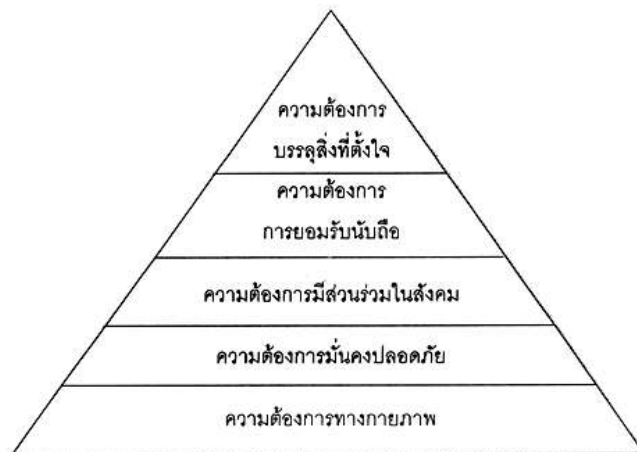 ความต้องการ
บรรลุสิ่งที่ตั้งใจ
ความต้องการ
การยอมรับนับถือ
ความต้องการมีส่วนร่วมในสังคม
ความต้องการมั่นคงปลอดภัย
ความต้องการทางกายภาพ